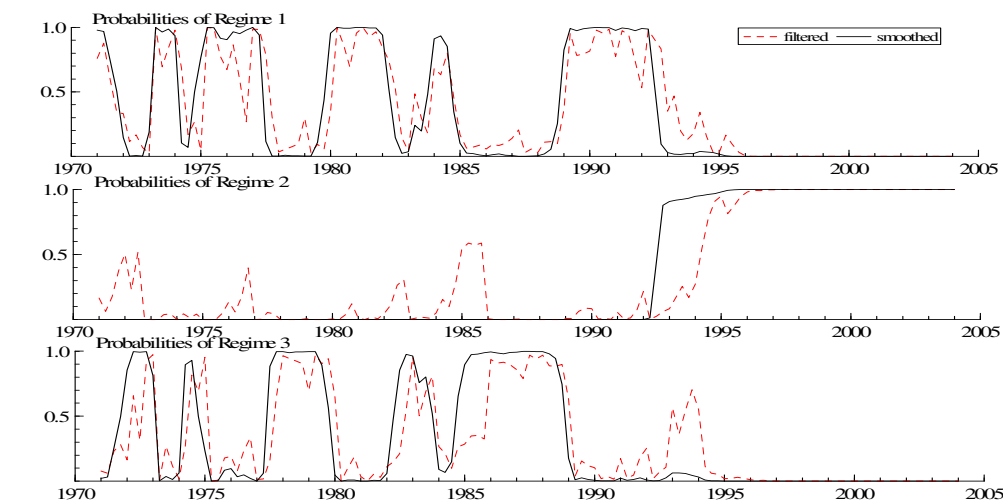 Probabilities of Regime 1
filtered smoothed
1.0
0.5
1970 1975 1980 1985 1990 1995 2000 2005
Probabilities of Regime 2
1.0
0.5
1970 1975 1980 1985 1990 1995 2000 2005
Probabilities of Regime 3
1.0
0.5
1970 1975 1980 1985 1990 1995 2000 2005